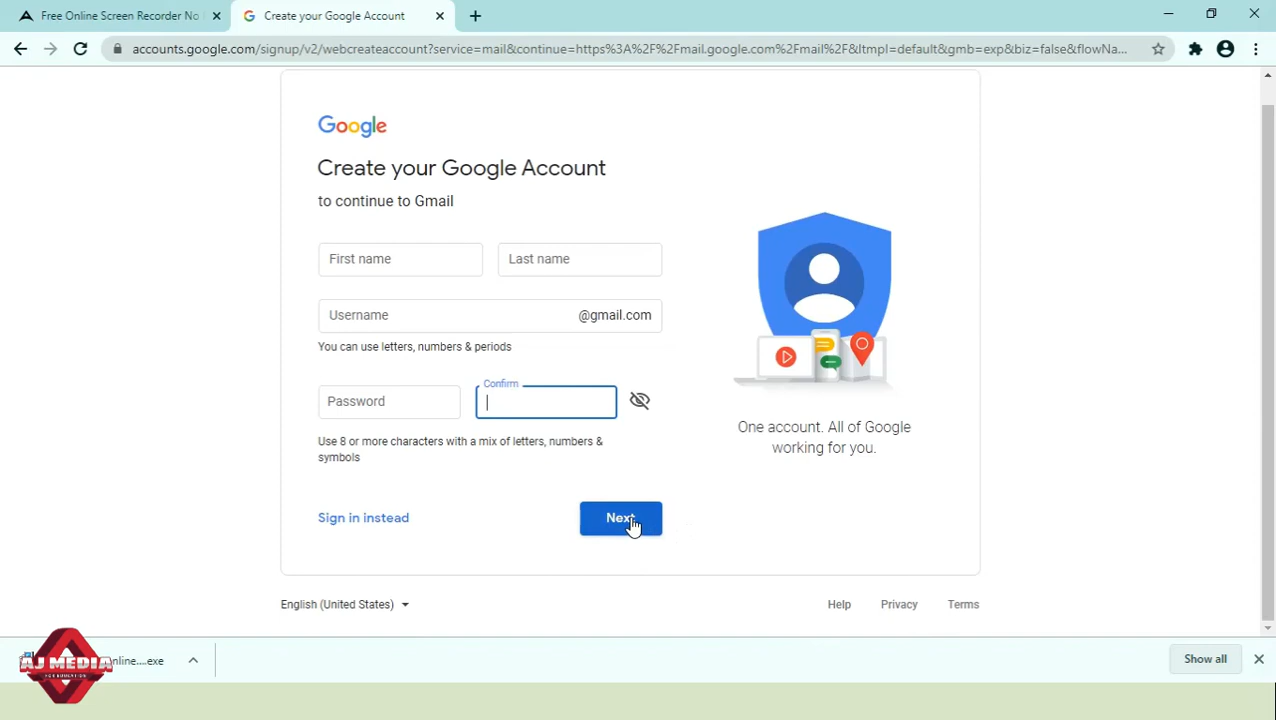 Free Online Screen Recorder No
Create your Google Account
accounts.google.com/signup/v2/webcreateaccount?service=mail&continue=https%3A%2F%2Fmail.google.com%2Fmail%2F&ltmpl=default&gmb=exp&biz=false&flowNa...
Google
Create your Google Account
to continue to Gmail
First name
Last name
Username
@gmail.com
You can use letters, numbers & periods
Password
Confirm
Use 8 or more characters with a mix of letters, numbers &
symbols
One account. All of Google
working for you.
Sign in instead
Next
English (United States)
Help
Privacy
Terms
nline....exe
AJ MEDIA
FOR EDUCATION
Show all